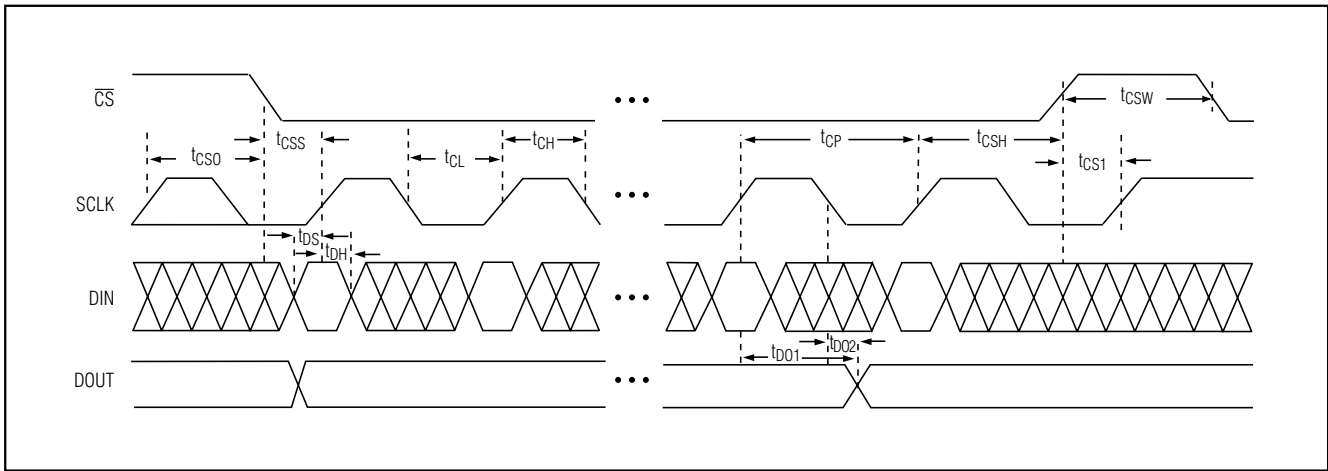 CS
tCSW
tCSO
tCSS
tCL
tCH
tCP
tCSH
tCS1
SCLK
tDS
tDH
DIN
tDO1
tDO2
DOUT